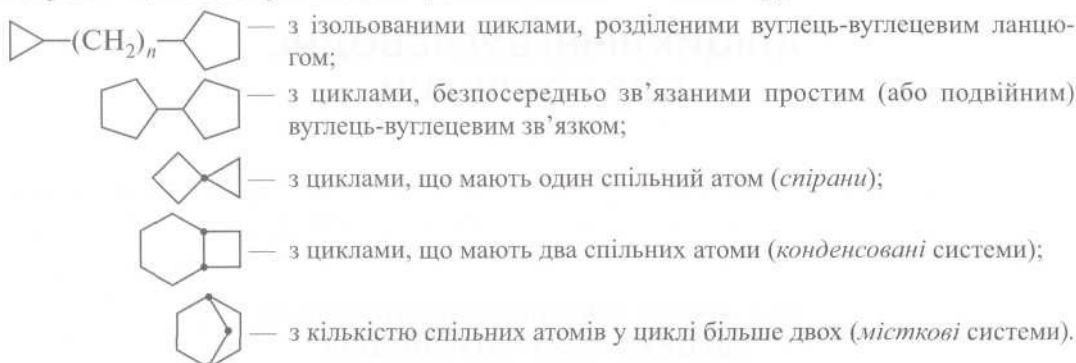 (CH₂)ₙ — з ізольованими циклами, розділеними вуглець-вуглецевим ланцю-
гом;
— з циклами, безпосередньо зв’язаними простим (або подвійним)
вуглець-вуглецевим зв’язком;
— з циклами, що мають один спільний атом (спірани);
— з циклами, що мають два спільних атоми (конденсовані системи);
— з кількістю спільних атомів у циклі більше двох (місткові системи).